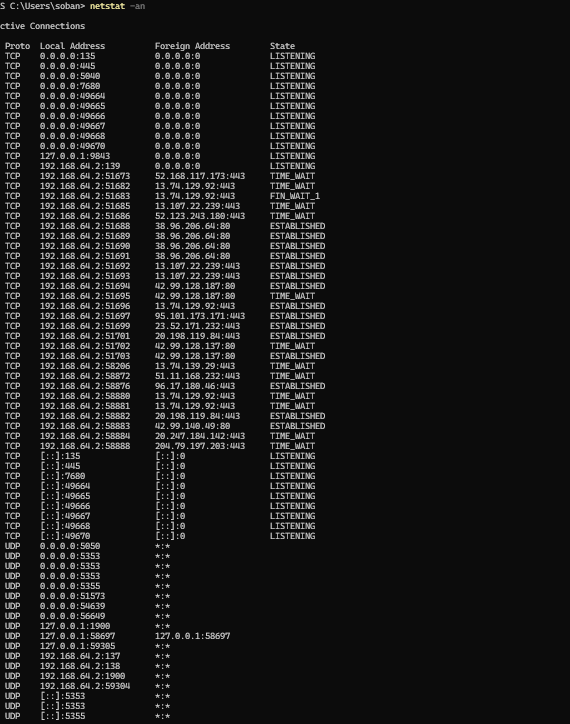 S C:\Users\soban> netstat -an
ctive Connections
Proto Local Address Foreign Address State
TCP 0.0.0.0:135 0.0.0.0:0 LISTENING
TCP 0.0.0.0:445 0.0.0.0:0 LISTENING
TCP 0.0.0.0:5040 0.0.0.0:0 LISTENING
TCP 0.0.0.0:7680 0.0.0.0:0 LISTENING
TCP 0.0.0.0:49664 0.0.0.0:0 LISTENING
TCP 0.0.0.0:49665 0.0.0.0:0 LISTENING
TCP 0.0.0.0:49666 0.0.0.0:0 LISTENING
TCP 0.0.0.0:49667 0.0.0.0:0 LISTENING
TCP 0.0.0.0:49668 0.0.0.0:0 LISTENING
TCP 0.0.0.0:49670 0.0.0.0:0 LISTENING
TCP 127.0.0.1:9843 0.0.0.0:0 LISTENING
TCP 192.168.64.2:139 0.0.0.0:0 LISTENING
TCP 192.168.64.2:51673 52.168.117.173:443 TIME_WAIT
TCP 192.168.64.2:51682 13.74.129.92:443 TIME_WAIT
TCP 192.168.64.2:51683 13.74.129.92:443 FIN_WAIT_1
TCP 192.168.64.2:51685 13.107.22.239:443 TIME_WAIT
TCP 192.168.64.2:51686 52.123.243.180:443 TIME_WAIT
TCP 192.168.64.2:51688 38.96.206.64:80 ESTABLISHED
TCP 192.168.64.2:51689 38.96.206.64:80 ESTABLISHED
TCP 192.168.64.2:51690 38.96.206.64:80 ESTABLISHED
TCP 192.168.64.2:51691 38.96.206.64:80 ESTABLISHED
TCP 192.168.64.2:51692 13.107.22.239:443 ESTABLISHED
TCP 192.168.64.2:51693 13.107.22.239:443 ESTABLISHED
TCP 192.168.64.2:51694 42.99.128.187:80 ESTABLISHED
TCP 192.168.64.2:51695 42.99.128.187:80 TIME_WAIT
TCP 192.168.64.2:51696 13.74.129.92:443 ESTABLISHED
TCP 192.168.64.2:51697 95.101.173.171:443 ESTABLISHED
TCP 192.168.64.2:51699 23.52.171.232:443 ESTABLISHED
TCP 192.168.64.2:51701 20.198.119.84:443 ESTABLISHED
TCP 192.168.64.2:51702 42.99.128.137:80 TIME_WAIT
TCP 192.168.64.2:51703 42.99.128.137:80 ESTABLISHED
TCP 192.168.64.2:58206 13.74.139.29:443 TIME_WAIT
TCP 192.168.64.2:58872 51.11.168.232:443 TIME_WAIT
TCP 192.168.64.2:58876 96.17.180.46:443 ESTABLISHED
TCP 192.168.64.2:58880 13.74.129.92:443 TIME_WAIT
TCP 192.168.64.2:58881 13.74.129.92:443 TIME_WAIT
TCP 192.168.64.2:58882 20.198.119.84:443 ESTABLISHED
TCP 192.168.64.2:58883 42.99.140.49:80 ESTABLISHED
TCP 192.168.64.2:58884 20.247.184.142:443 TIME_WAIT
TCP 192.168.64.2:58888 204.79.197.203:443 TIME_WAIT
TCP [::]:135 [::]:0 LISTENING
TCP [::]:445 [::]:0 LISTENING
TCP [::]:7680 [::]:0 LISTENING
TCP [::]:49664 [::]:0 LISTENING
TCP [::]:49665 [::]:0 LISTENING
TCP [::]:49666 [::]:0 LISTENING
TCP [::]:49667 [::]:0 LISTENING
TCP [::]:49668 [::]:0 LISTENING
TCP [::]:49670 [::]:0 LISTENING
UDP 0.0.0.0:5050 *:*
UDP 0.0.0.0:5353 *:*
UDP 0.0.0.0:5353 *:*
UDP 0.0.0.0:5353 *:*
UDP 0.0.0.0:5355 *:*
UDP 0.0.0.0:51573 *:*
UDP 0.0.0.0:54639 *:*
UDP 0.0.0.0:56649 *:*
UDP 127.0.0.1:1900 *:*
UDP 127.0.0.1:58697 127.0.0.1:58697
UDP 127.0.0.1:59305 *:*
UDP 192.168.64.2:137 *:*
UDP 192.168.64.2:138 *:*
UDP 192.168.64.2:1900 *:*
UDP 192.168.64.2:59304 *:*
UDP [::]:5353 *:*
UDP [::]:5353 *:*
UDP [::]:5355 *:*